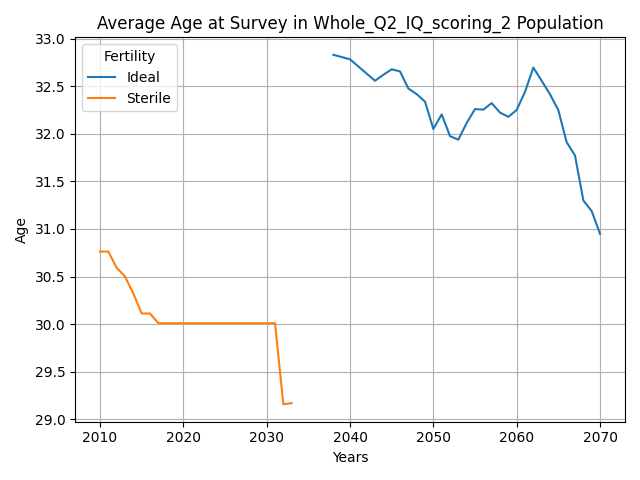 Average Age at Survey in Whole_Q2_IQ_scoring_2 Population
33.0
32.5
32.0
31.5
31.0
30.5
30.0
29.5
29.0
Age
Fertility
Ideal
Sterile
2010 2020 2030 2040 2050 2060 2070
Years